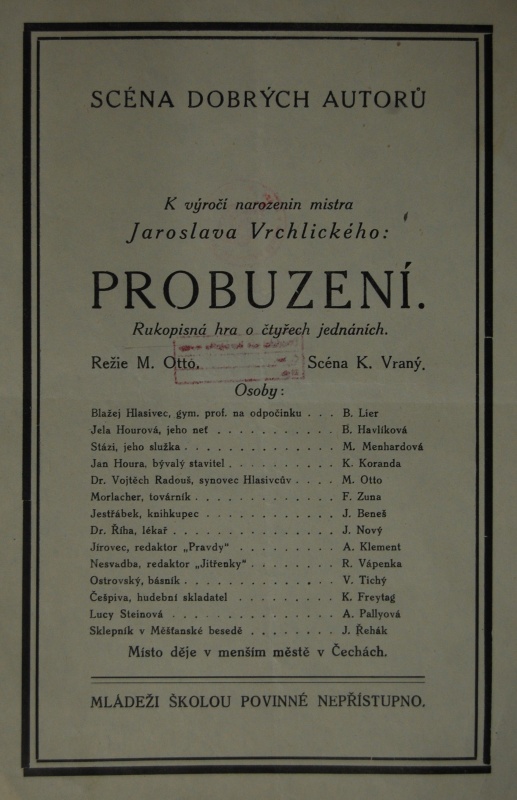 SCÉNA DOBRÝCH AUTORŮ
K výročí narozenin mistra
Jaroslava Vrchlického:
PROBUZENÍ.
Rukopisná hra o čtyřech jednáních.
Režie M. Otto. Scéna K. Vraný.
Osoby:
Blažej Hlasivec, gym. prof. na odpočinku . . . B. Lier
Jela Hourová, jeho neť . . . . . . . . . . . . B. Havlíková
Stázi, jeho služka . . . . . . . . . . . . . . M. Menhardová
Jan Houra, bývalý stavitel . . . . . . . . . . K. Koranda
Dr. Vojtěch Radouš, synovec Hlasivcův . . . . M. Otto
Morlacher, továrník . . . . . . . . . . . . . F. Zuna
Jestřábek, knihkupec . . . . . . . . . . . . . J. Beneš
Dr. Říha, lékař . . . . . . . . . . . . . . . J. Nový
Jírovec, redaktor „Pravdy“ . . . . . . . . . . A. Klement
Nesvadba, redaktor „Jitřenky“ . . . . . . . . R. Vápenka
Ostrovský, básník . . . . . . . . . . . . . . V. Tichý
Češpiva, hudební skladatel . . . . . . . . . . K. Freytag
Lucy Steinová . . . . . . . . . . . . . . . . A. Pallyová
Sklepník v Měšťanské besedě . . . . . . . . . J. Řehák
Místo děje v menším městě v Čechách.
MLÁDEŽI ŠKOLOU POVINNÉ NEPŘÍSTUPNO.